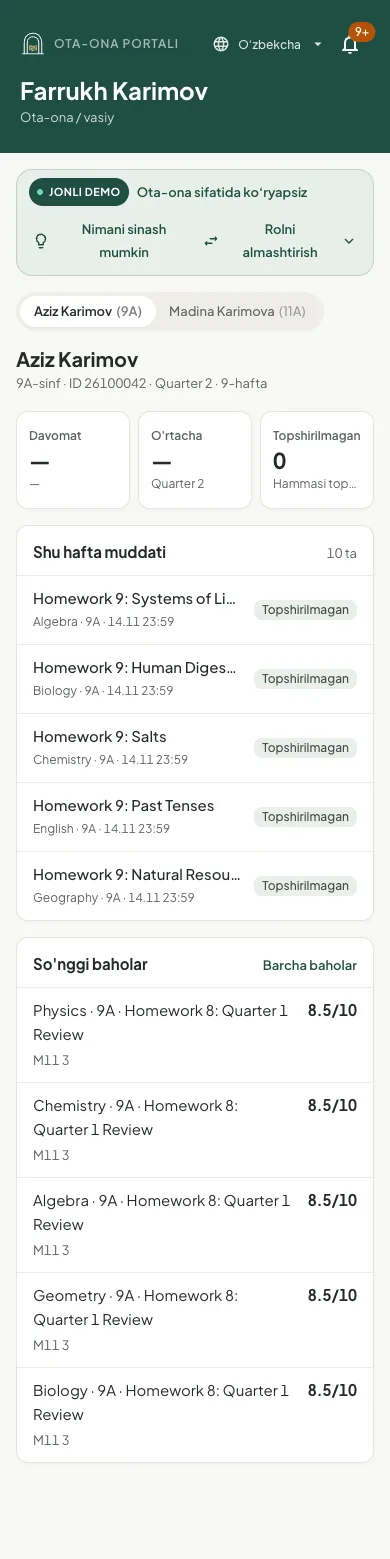 OTA-ONA PORTALI
O'zbekcha
9+
Farrukh Karimov
Ota-ona / vasiy
JONLI DEMO
Ota-ona sifatida koʻryapsiz
Nimani sinash
mumkin
Rolni
almashtirish
Aziz Karimov (9A)
Madina Karimova (11A)
Aziz Karimov
9A-sinf · ID 26100042 · Quarter 2 · 9-hafta
Davomat
—
—
O'rtacha
—
Quarter 2
Topshirilmagan
0
Hammasi top...
Shu hafta muddati
10 ta
Homework 9: Systems of Li...
Algebra · 9A · 14.11 23:59
Topshirilmagan
Homework 9: Human Diges...
Biology · 9A · 14.11 23:59
Topshirilmagan
Homework 9: Salts
Chemistry · 9A · 14.11 23:59
Topshirilmagan
Homework 9: Past Tenses
English · 9A · 14.11 23:59
Topshirilmagan
Homework 9: Natural Resou...
Geography · 9A · 14.11 23:59
Topshirilmagan
So'nggi baholar
Barcha baholar
Physics · 9A · Homework 8: Quarter 1
Review
8.5/10
M11 3
Chemistry · 9A · Homework 8:
Quarter 1 Review
8.5/10
M11 3
Algebra · 9A · Homework 8: Quarter 1
Review
8.5/10
M11 3
Geometry · 9A · Homework 8:
Quarter 1 Review
8.5/10
M11 3
Biology · 9A · Homework 8: Quarter 1
Review
8.5/10
M11 3